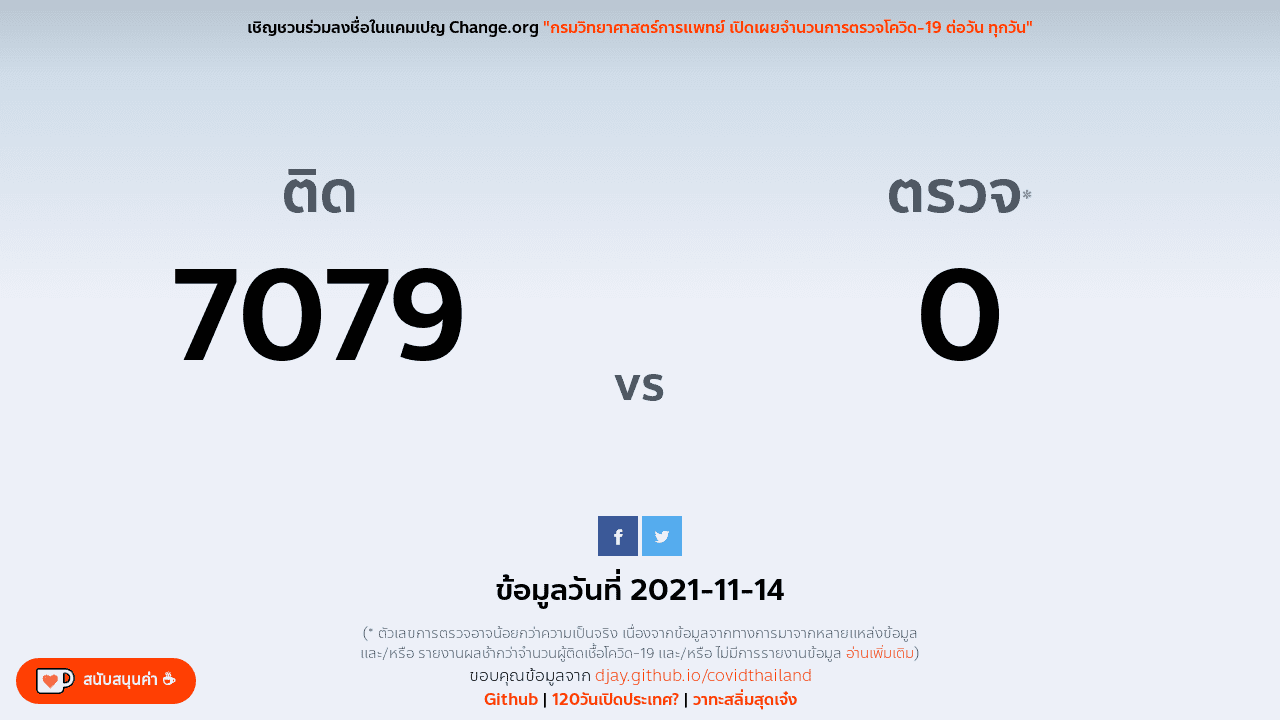 เชิญชวนร่วมลงชื่อในแคมเปญ Change.org "กรมวิทยาศาสตร์การแพทย์ เปิดเผยจำนวนการตรวจโควิด-19 ต่อวัน ทุกวัน"
ติด
ตรวจ*
7079
0
vs
ข้อมูลวันที่ 2021-11-14
(* ตัวเลขการตรวจอาจน้อยกว่าความเป็นจริง เนื่องจากข้อมูลจากทางการมาจากหลายแหล่งข้อมูล
และ/หรือ รายงานผลช้ากว่าจำนวนผู้ติดเชื้อโควิด-19 และ/หรือ ไม่มีการรายงานข้อมูล อ่านเพิ่มเติม)
ขอบคุณข้อมูลจาก djay.github.io/covidthailand
Github | 120วันเปิดประเทศ? | วาทะสลิ่มสุดเจ๋ง
สนับสนุนค่า ☕